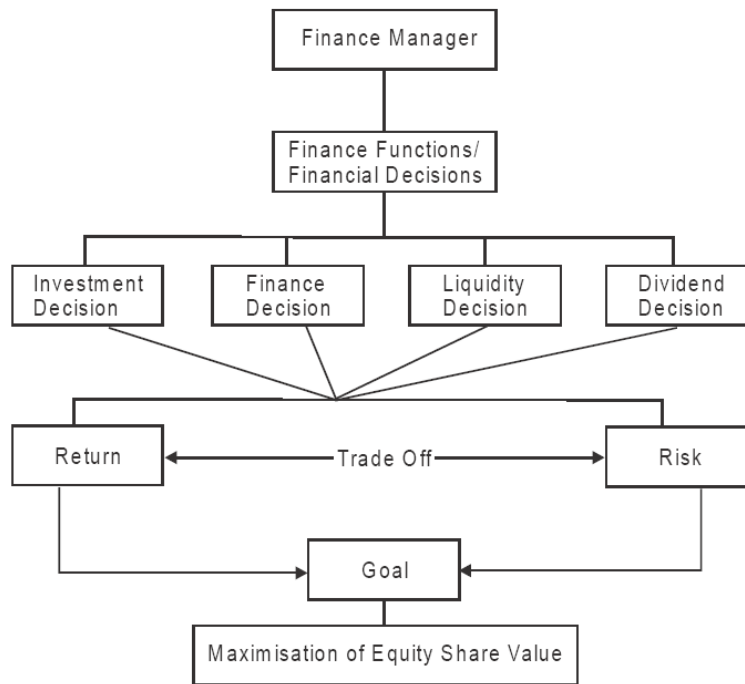 Finance Manager
Finance Functions/
Financial Decisions
Investment
Decision
Finance
Decision
Liquidity
Decision
Dividend
Decision
Return
Trade Off
Risk
Goal
Maximisation of Equity Share Value